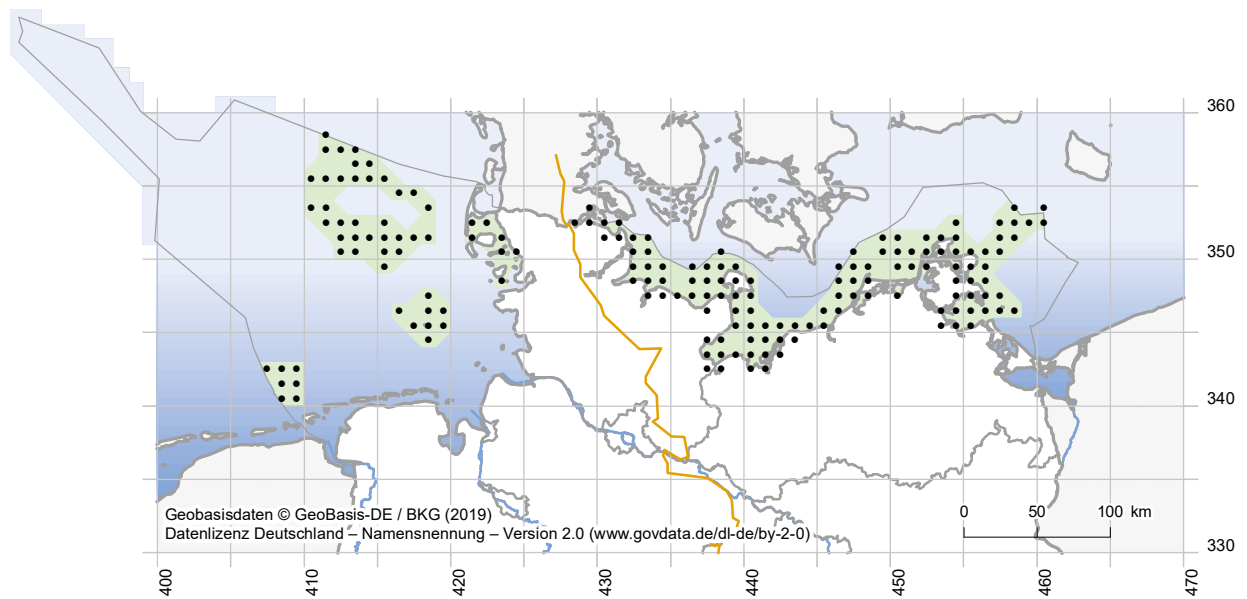 360
350
340
330
Geobasisdaten © GeoBasis-DE / BKG (2019)
Datenlizenz Deutschland – Namensnennung – Version 2.0 (www.govdata.de/dl-de/by-2-0)
0 50 100 km
400 410 420 430 440 450 460 470